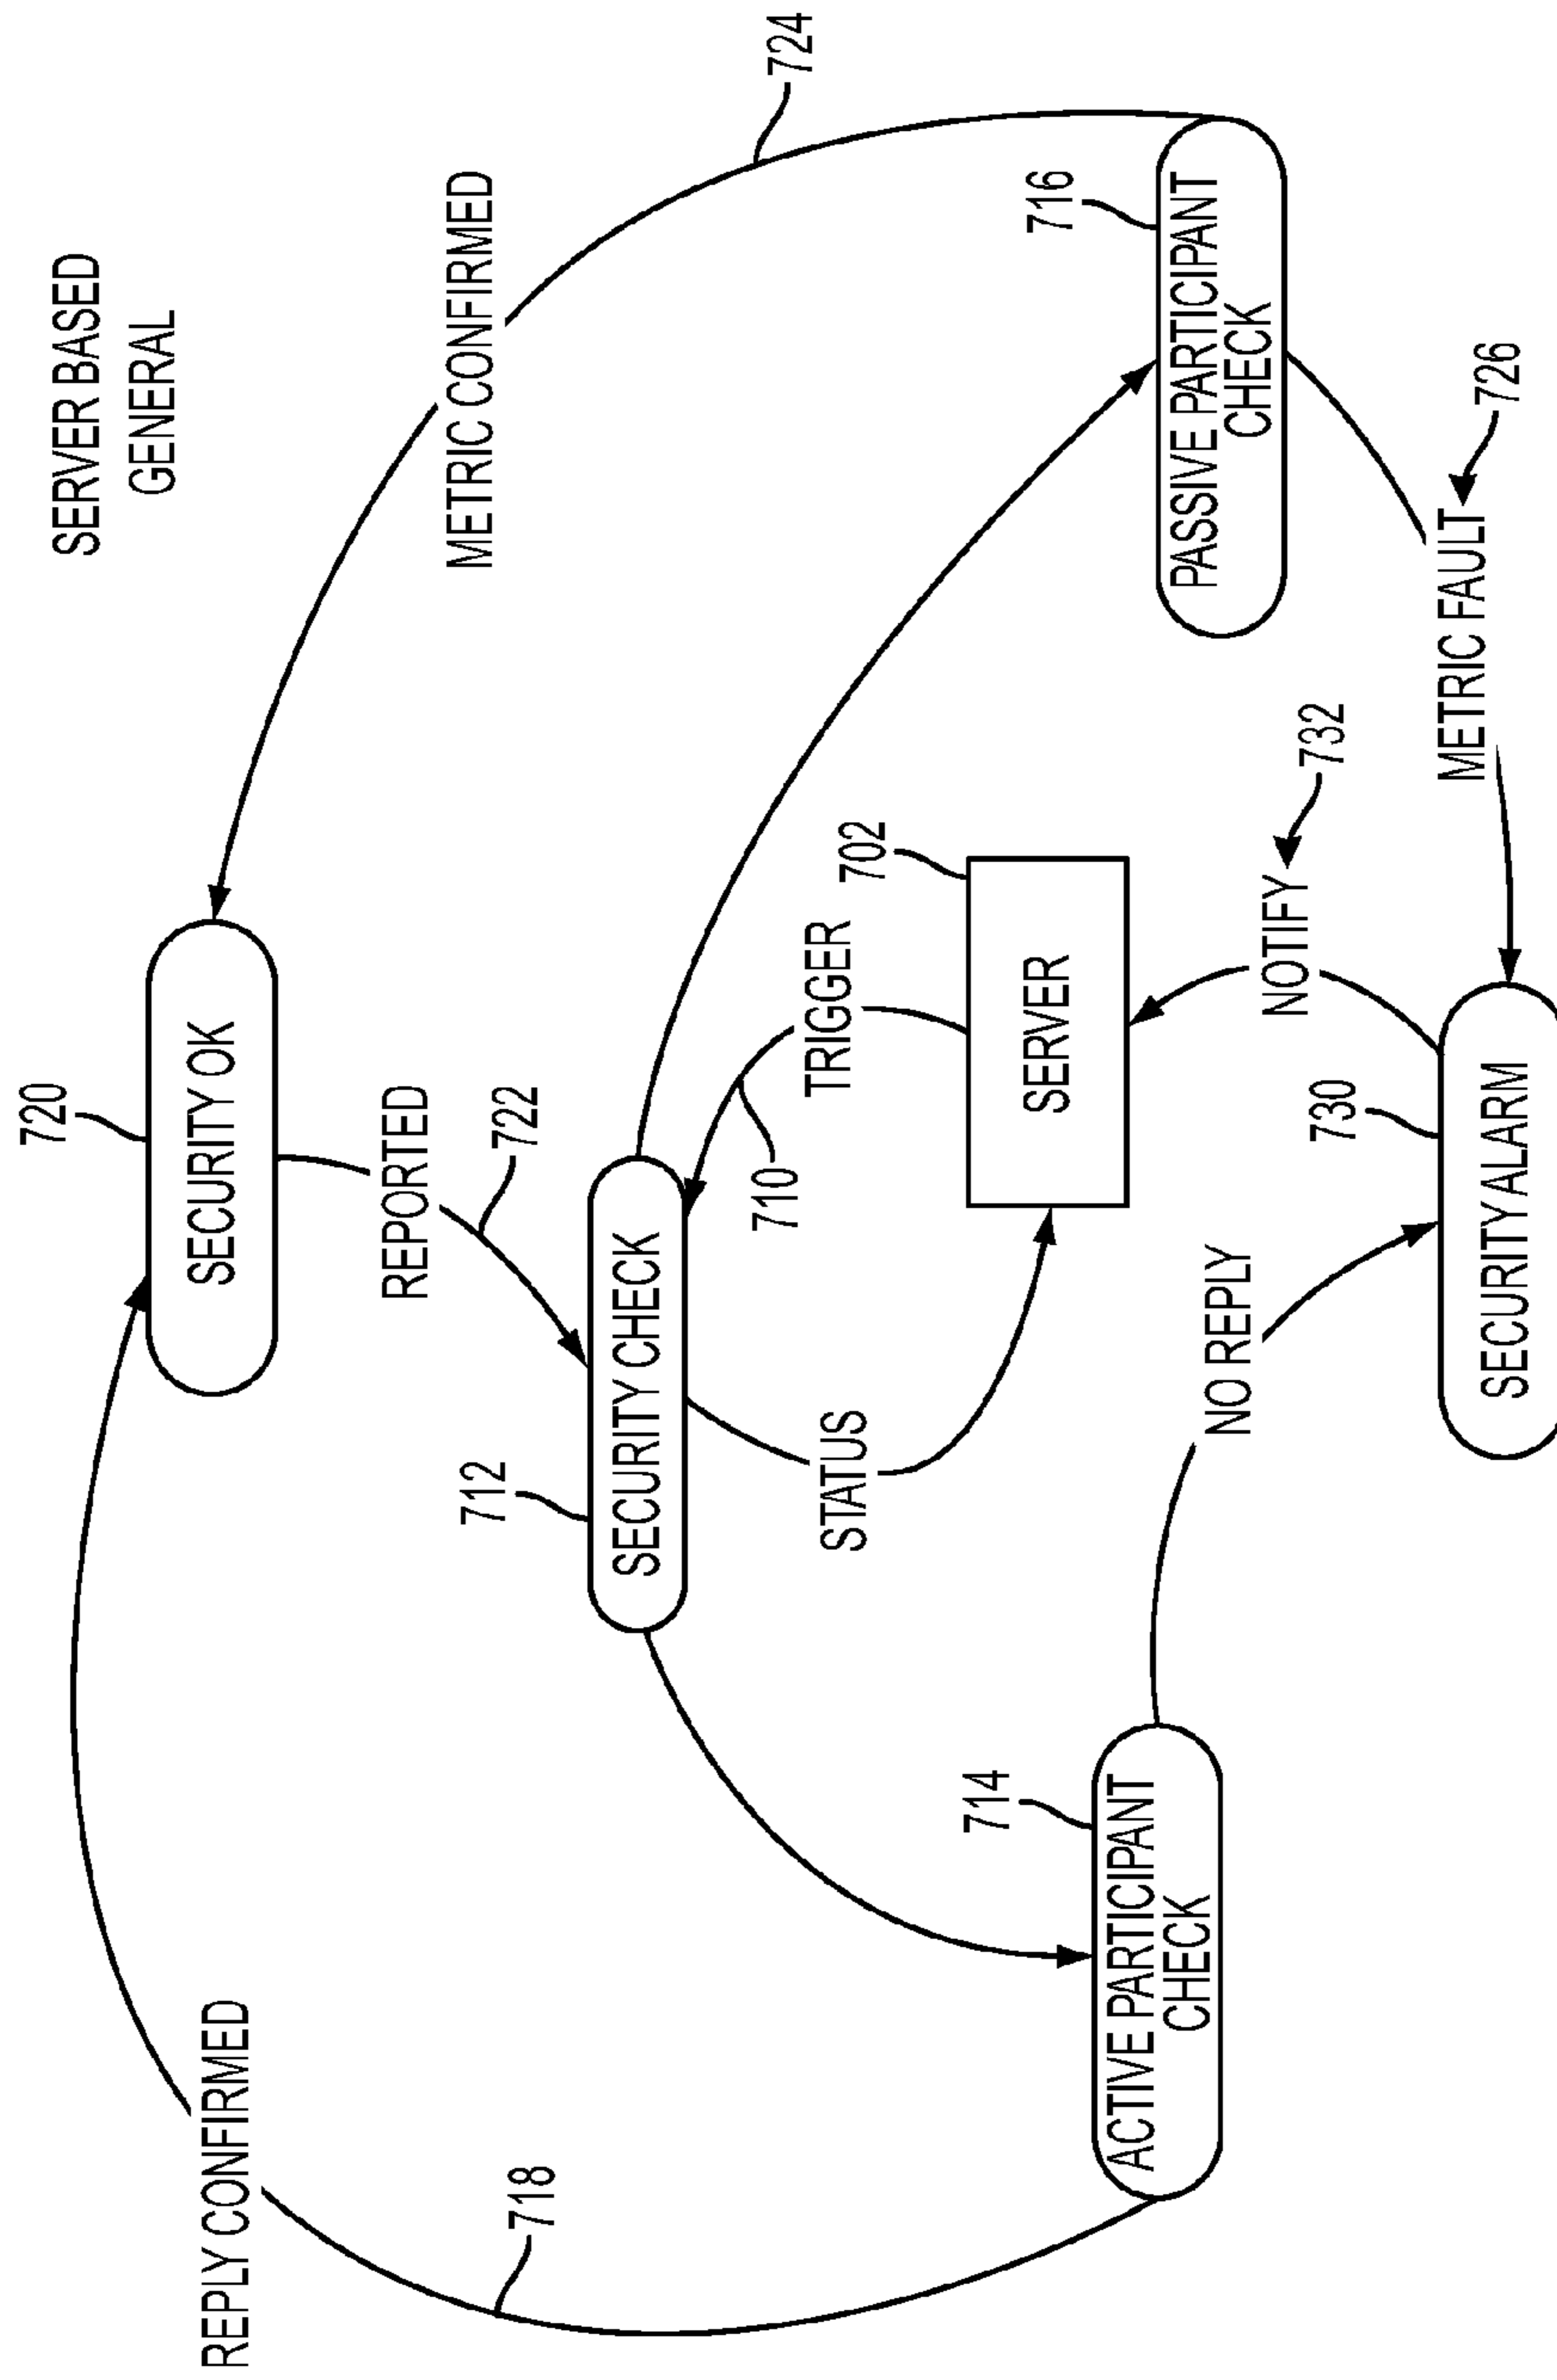 SERVER BASED
GENERAL
720
SECURITY OK
REPLY CONFIRMED
718
REPORTED
722
METRIC CONFIRMED
724
712
SECURITY CHECK
710
TRIGGER
STATUS
702
SERVER
714
ACTIVE PARTICIPANT
CHECK
716
PASSIVE PARTICIPANT
CHECK
NO REPLY
NOTIFY
732
METRIC FAULT
726
730
SECURITY ALARM